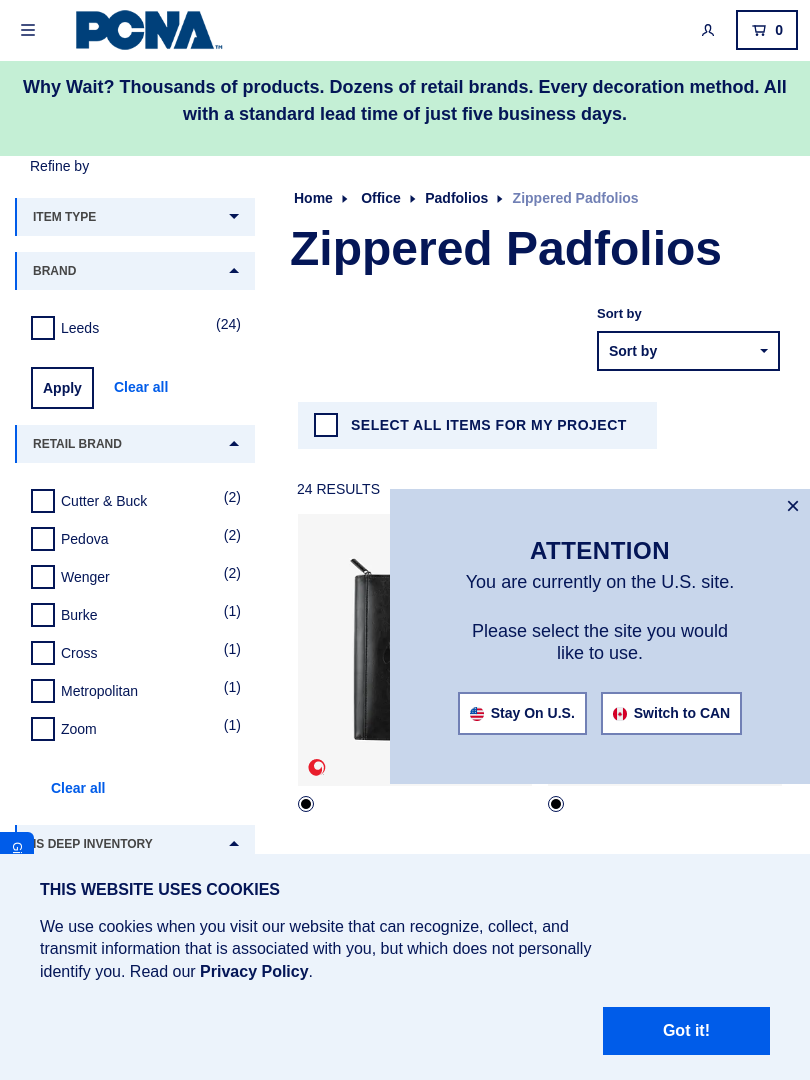 PCNA™
0
Why Wait? Thousands of products. Dozens of retail brands. Every decoration method. All
with a standard lead time of just five business days.
Refine by
ITEM TYPE
BRAND
Leeds (24)
Apply Clear all
RETAIL BRAND
Cutter & Buck (2)
Pedova (2)
Wenger (2)
Burke (1)
Cross (1)
Metropolitan (1)
Zoom (1)
Clear all
IS DEEP INVENTORY
Home Office Padfolios Zippered Padfolios
Zippered Padfolios
Sort by
Sort by
SELECT ALL ITEMS FOR MY PROJECT
24 RESULTS
ATTENTION
You are currently on the U.S. site.
Please select the site you would
like to use.
Stay On U.S. Switch to CAN
THIS WEBSITE USES COOKIES
We use cookies when you visit our website that can recognize, collect, and
transmit information that is associated with you, but which does not personally
identify you. Read our Privacy Policy.
Got it!